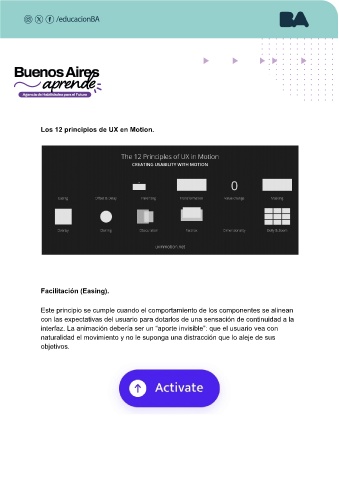 /educacionBA
BA
Buenos Aires
aprende
Agencia de Habilidades para el Futuro
Los 12 principios de UX en Motion.
The 12 Principles of UX in Motion
CREATING USABILITY WITH MOTION
0
Easing
Offset & Delay
Parenting
Transformation
Value change
Masking
Overlay
Cloning
Obscuration
Parallax
Dimensionality
Dolly & Zoom
uxinmotion.net
Facilitación (Easing).
Este principio se cumple cuando el comportamiento de los componentes se alinean
con las expectativas del usuario para dotarlos de una sensación de continuidad a la
interfaz. La animación debería ser un “aporte invisible”: que el usuario vea con
naturalidad el movimiento y no le suponga una distracción que lo aleje de sus
objetivos.
Activate